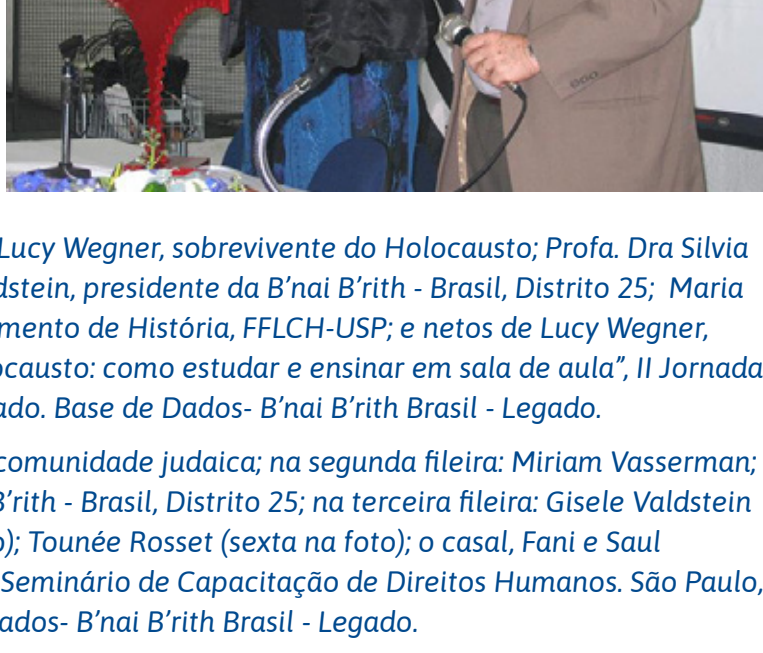 Lucy Wegner, sobrevivente do Holocausto; Profa. Dra Silvia
dstein, presidente da B’nai B’rith - Brasil, Distrito 25;  Maria
mento de História, FFLCH-USP; e netos de Lucy Wegner,
ocausto: como estudar e ensinar em sala de aula”, II Jornada
ado. Base de Dados- B’nai B’rith Brasil - Legado.
comunidade judaica; na segunda fileira: Miriam Vasserman;
B’rith - Brasil, Distrito 25; na terceira fileira: Gisele Valdstein
o); Tounée Rosset (sexta na foto); o casal, Fani e Saul
Seminário de Capacitação de Direitos Humanos. São Paulo,
ados- B’nai B’rith Brasil - Legado.